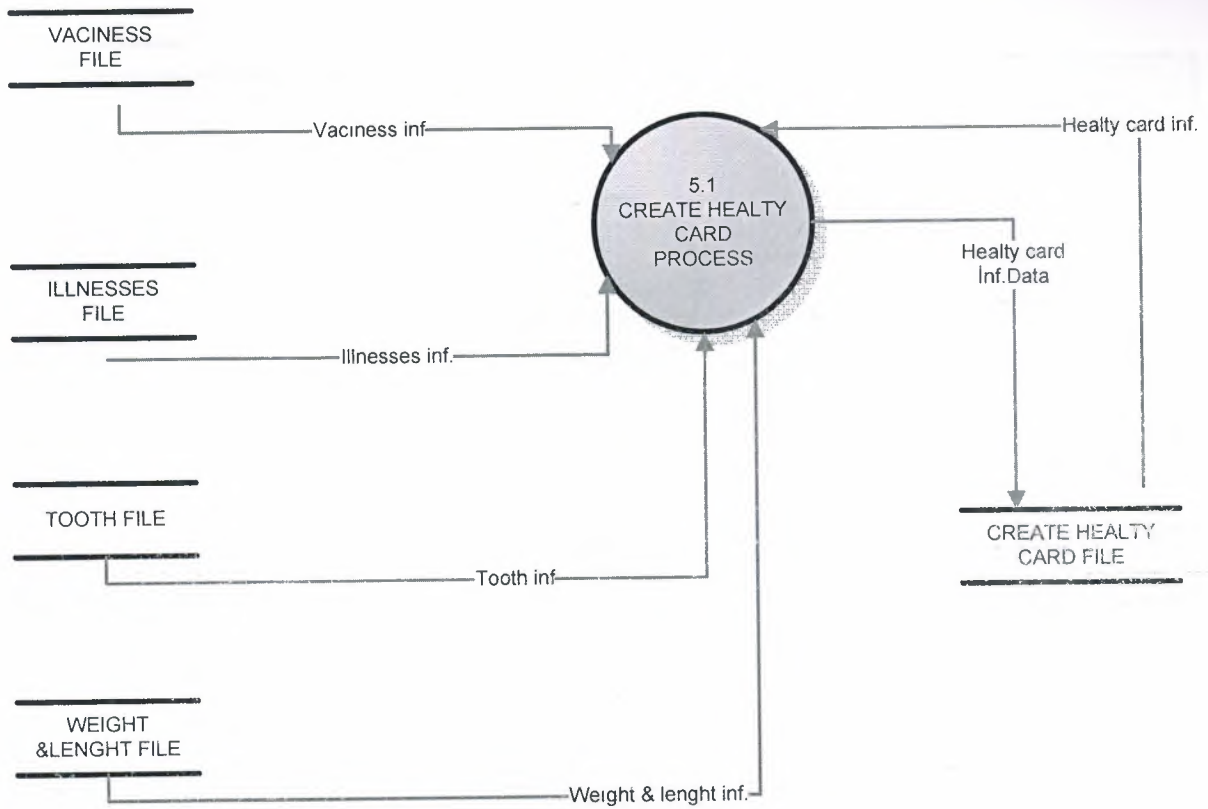 VACINESS
FILE
Vaciness inf
Healty card inf.
5.1
CREATE HEALTY
CARD
PROCESS
Healty card
İnf.Data
ILLNESSES
FILE
Illnesses inf.
TOOTH FILE
Tooth inf
CREATE HEALTY
CARD FILE
WEIGHT
&LENGHT FILE
Weight & lenght inf.